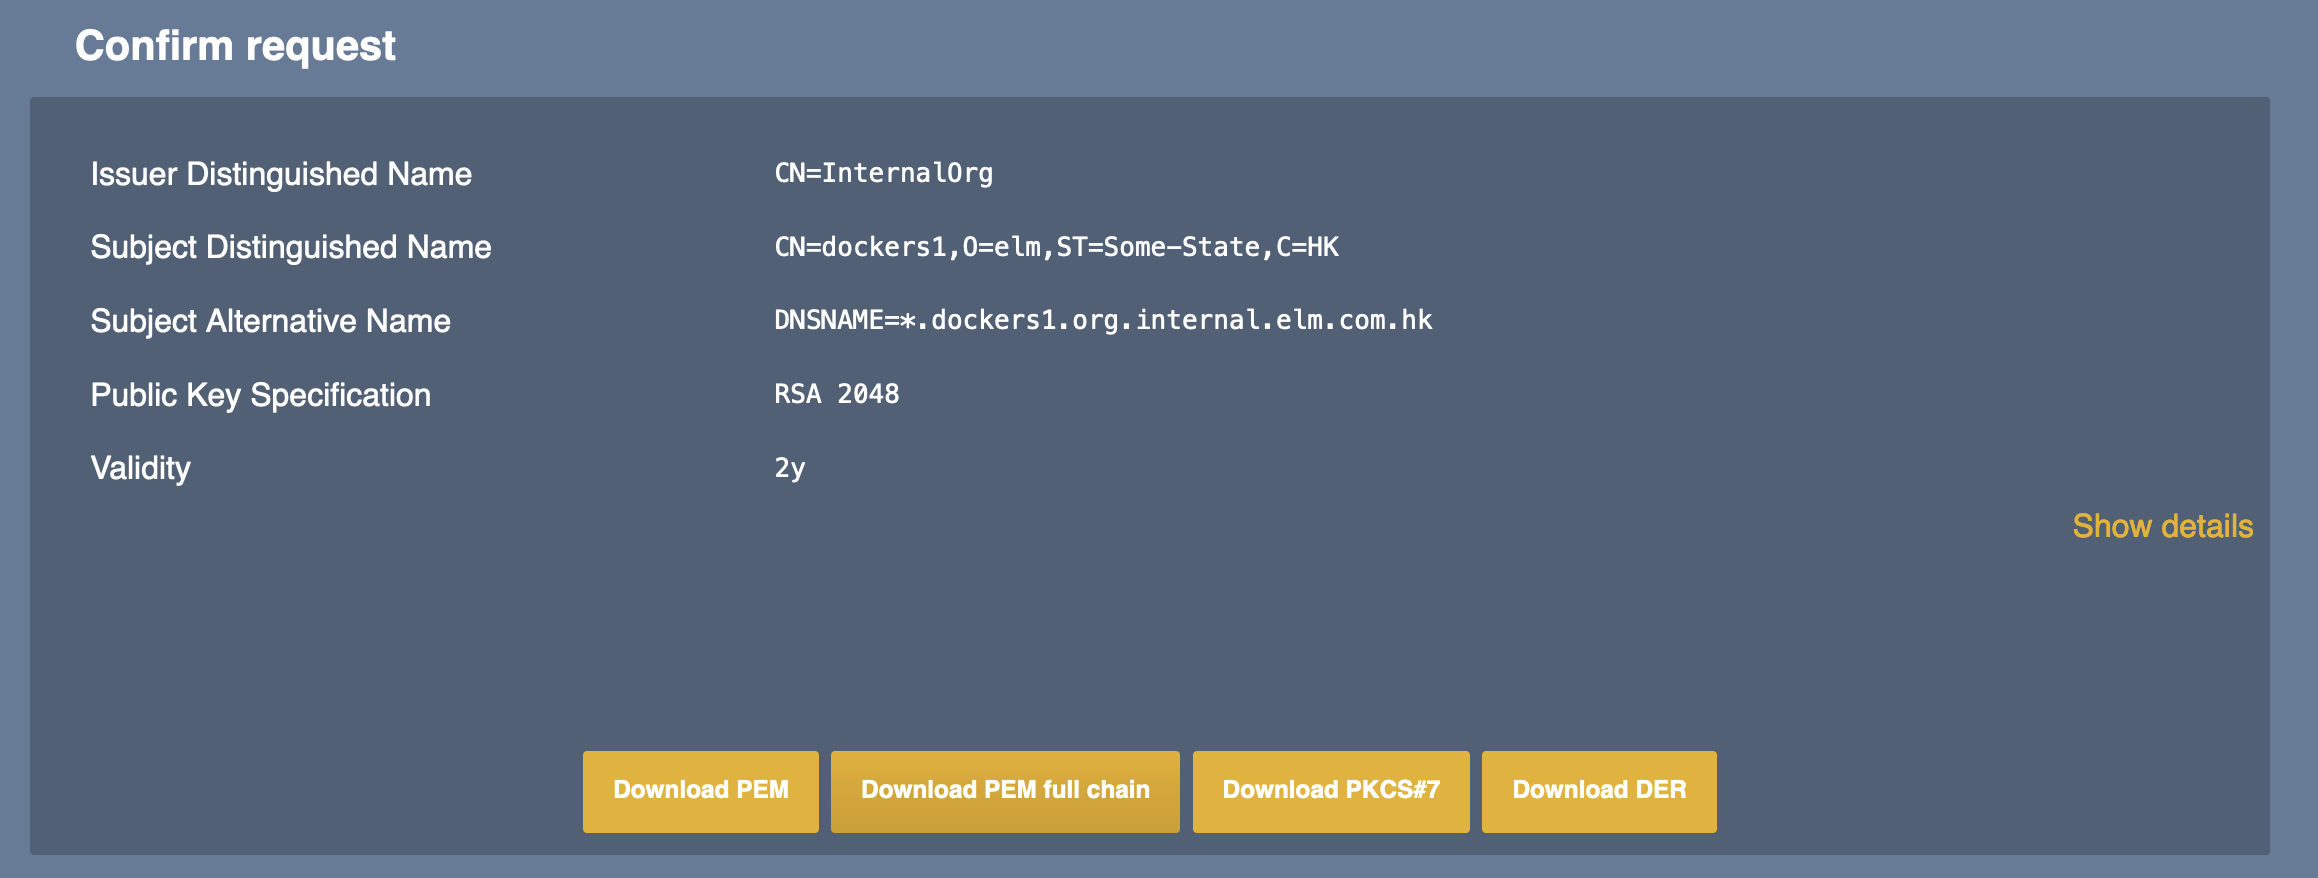 Confirm request
Issuer Distinguished Name CN=InternalOrg
Subject Distinguished Name CN=dockers1,O=elm,ST=Some-State,C=HK
Subject Alternative Name DNSNAME=*.dockers1.org.internal.elm.com.hk
Public Key Specification RSA 2048
Validity 2y
Show details
Download PEM Download PEM full chain Download PKCS#7 Download DER